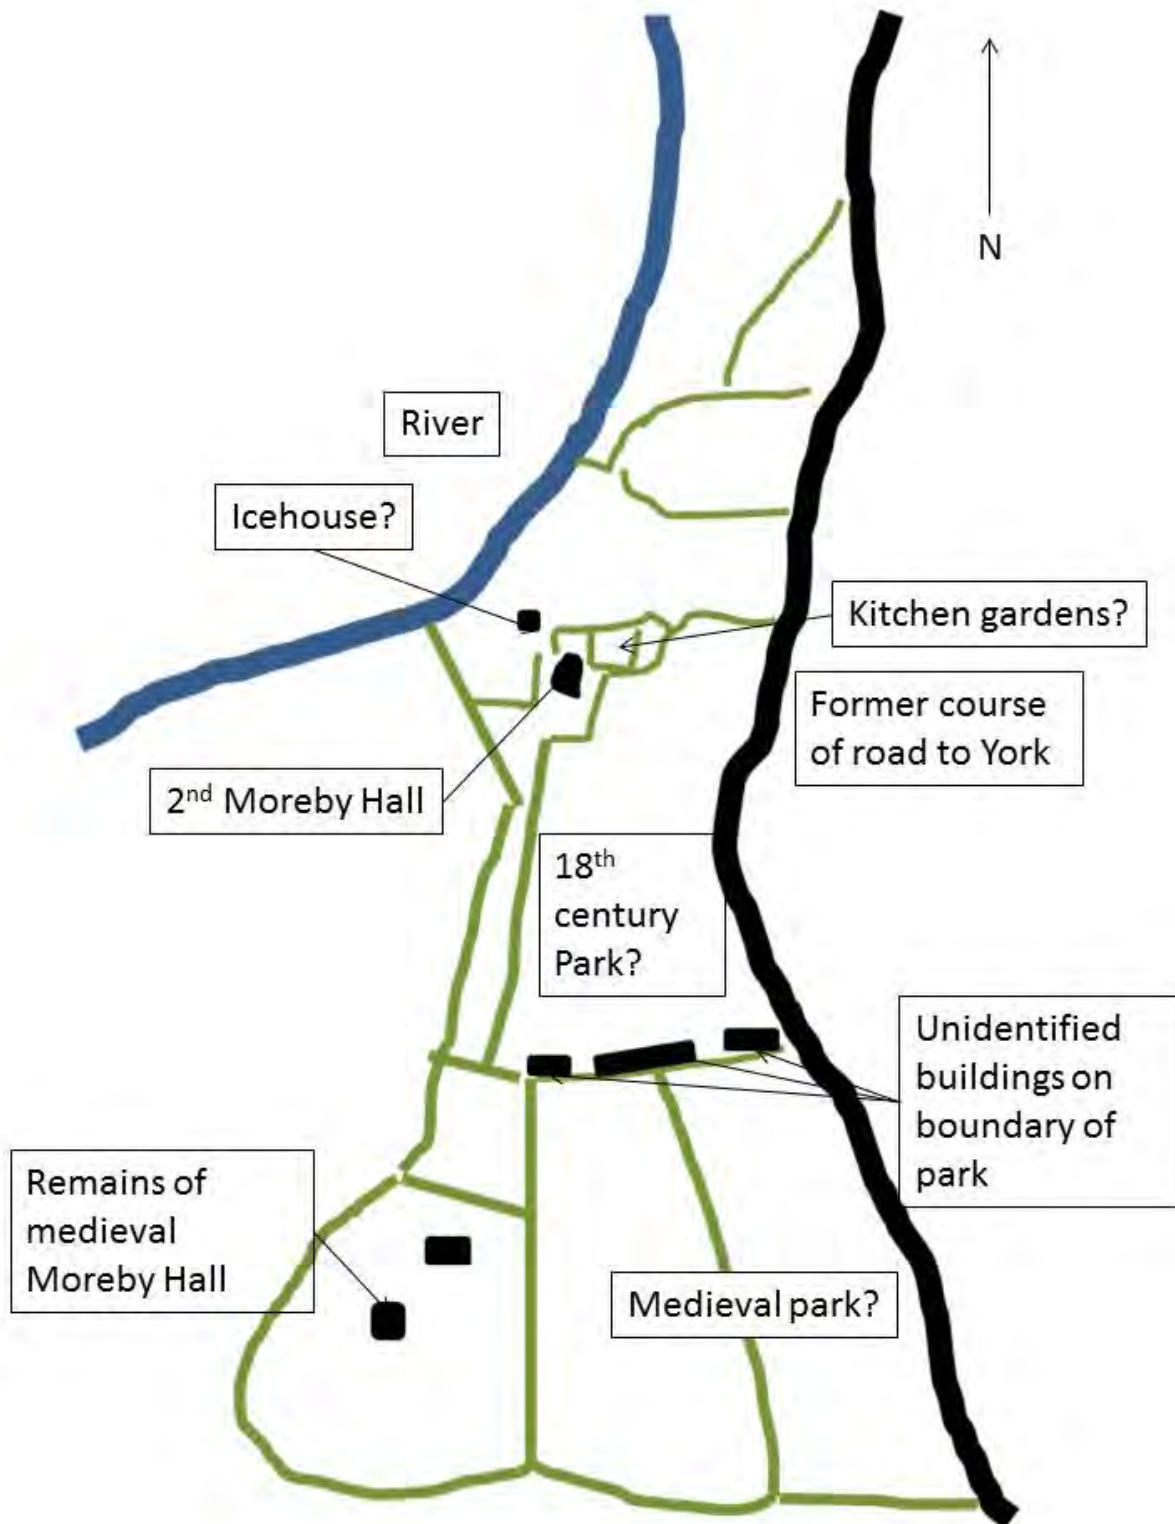 N
River
Icehouse?
Kitchen gardens?
Former course
of road to York
2nd Moreby Hall
18th
century
Park?
Unidentified
buildings on
boundary of
park
Remains of
medieval
Moreby Hall
Medieval park?